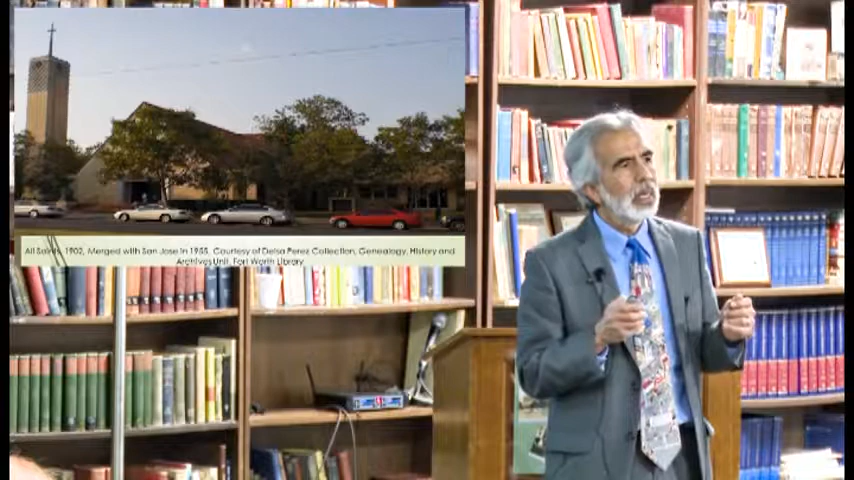 All Saints, 1902, Merged with San Jose in 1955, Courtesy of Delsa Perez Collection, Genealogy, History and
Archives Unit, Fort Worth Library